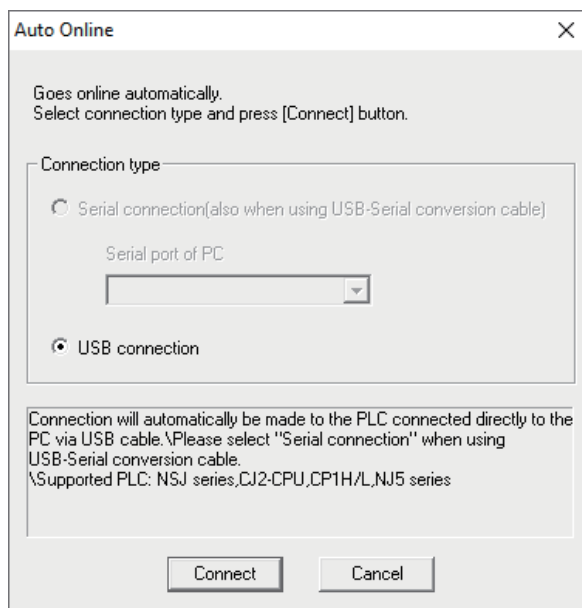 Auto Online
Goes online automatically.
Select connection type and press [Connect] button.
Connection type
Serial connection(also when using USB-Serial conversion cable)
Serial port of PC
USB connection
Connection will automatically be made to the PLC connected directly to the
PC via USB cable.\Please select "Serial connection" when using
USB-Serial conversion cable.
\Supported PLC: NSJ series,CJ2-CPU,CP1H/L,NJ5 series
Connect
Cancel